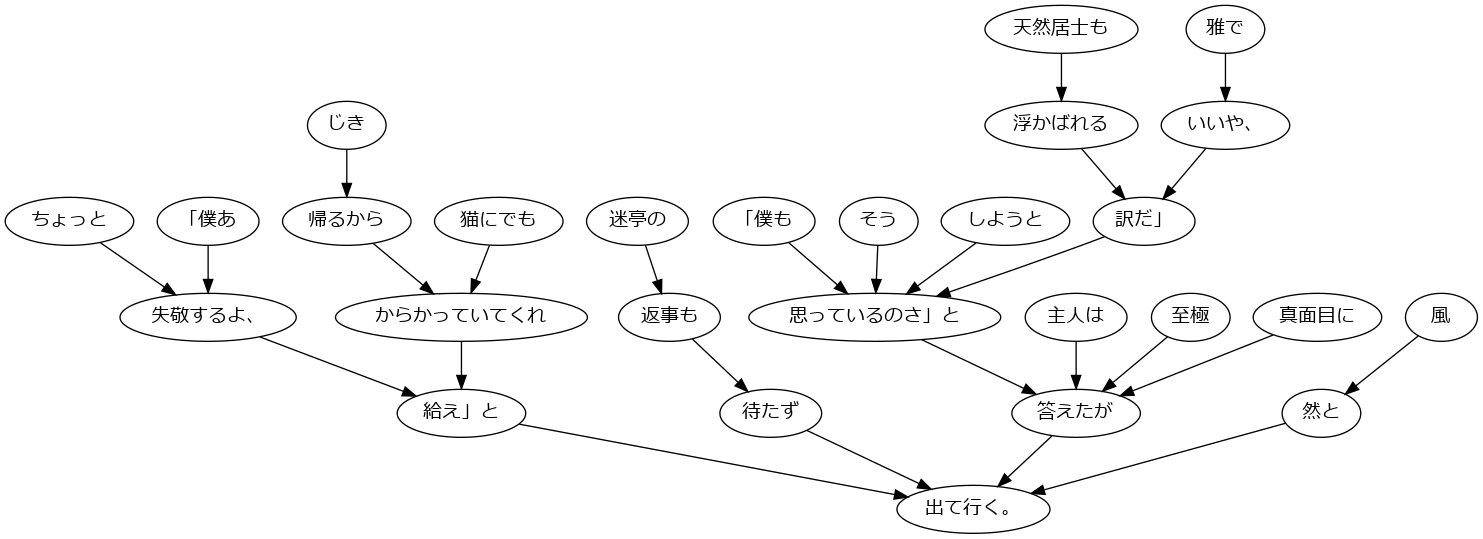 天然居士も
雅で
じき
浮かばれる
いいや、
ちょっと
「僕あ
帰るから
猫にでも
迷亭の
「僕も
そう
しようと
訳だ」
失敬するよ、
からかっていてくれ
返事も
思っているのさ」と
主人は
至極
真面目に
風
給え」と
待たず
答えたが
然と
出て行く。